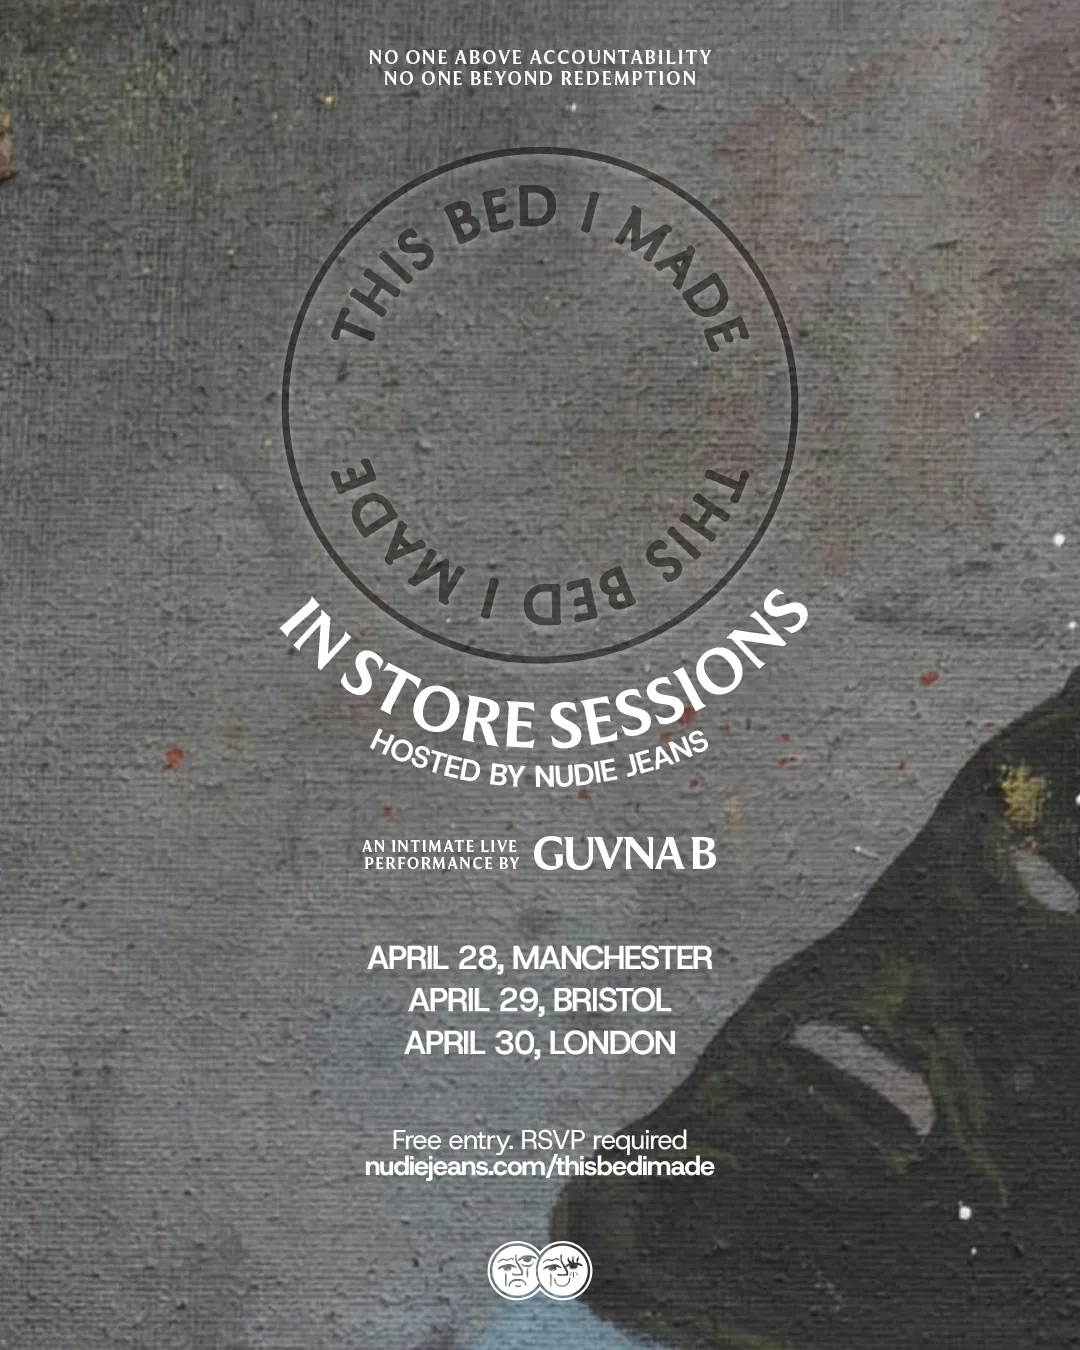 NO ONE ABOVE ACCOUNTABILITY
NO ONE BEYOND REDEMPTION
THIS BED I MADE
THIS BED I MADE
IN STORE SESSIONS
HOSTED BY NUDIE JEANS
AN INTIMATE LIVE
PERFORMANCE BY
GUVNA B
APRIL 28, MANCHESTER
APRIL 29, BRISTOL
APRIL 30, LONDON
Free entry. RSVP required
nudiejeans.com/thisbedimade